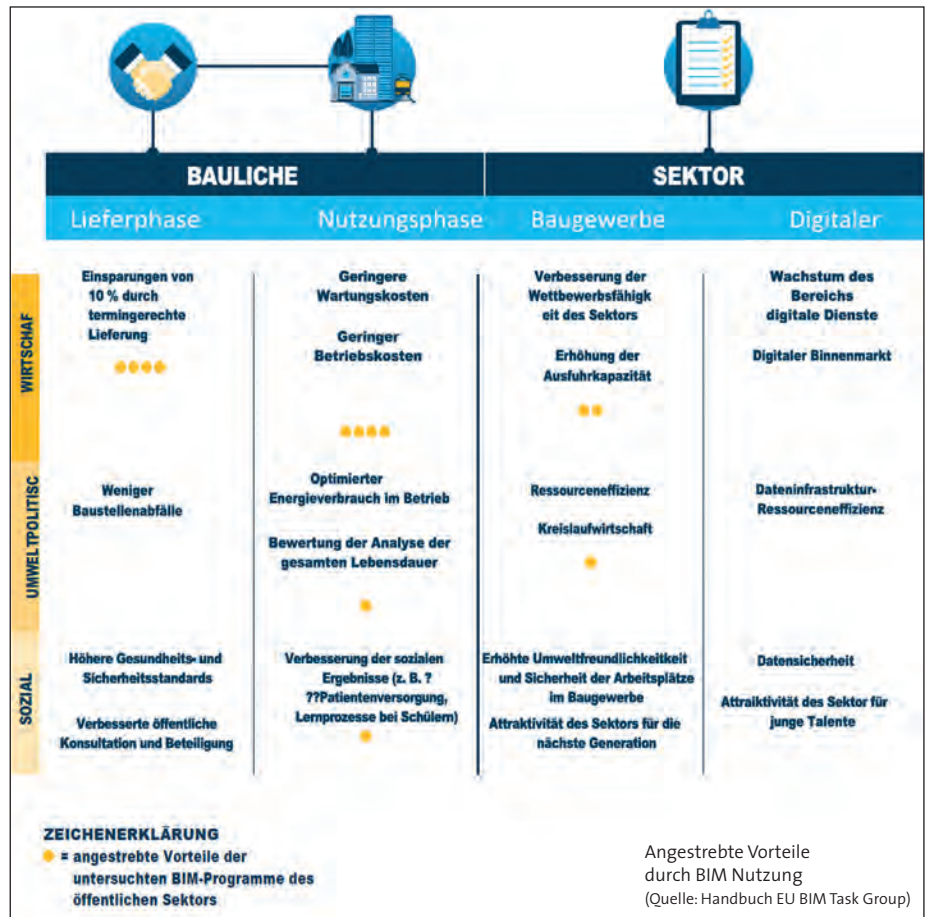 BAULICHE
SEKTOR
Lieferphase
Nutzungsphase
Baugewerbe
Digitaler
WIRTSCHAF
Einsparungen von
10 % durch
termingerechte
Lieferung
Geringere
Wartungskosten
Geringer
Betriebskosten
Verbesserung der
Wettbewerbsfähigk
eit des Sektors
Erhöhung der
Ausfuhrkapazität
Wachstum des
Bereichs
digitale Dienste
Digitaler Binnenmarkt
UMWELTPOLITISC
Weniger
Baustellenabfälle
Optimierter
Energieverbrauch im Betrieb
Bewertung der Analyse der
gesamten Lebensdauer
Ressourceneffizienz
Kreislaufwirtschaft
Dateninfrastruktur-
Ressourceneffizienz
SOZIAL
Höhere Gesundheits- und
Sicherheitsstandards
Verbesserte öffentliche
Konsultation und Beteiligung
Verbesserung der sozialen
Ergebnisse (z. B. ?
??Patientenversorgung,
Lernprozesse bei Schülern)
Erhöhte Umweltfreundlichkeitkeit
und Sicherheit der Arbeitsplätze
im Baugewerbe
Attraktivität des Sektors für die
nächste Generation
Datensicherheit
Attraiktivität des Sektor für
junge Talente
ZEICHENERKLÄRUNG
= angestrebte Vorteile der
untersuchten BIM-Programme des
öffentlichen Sektors
Angestrebte Vorteile
durch BIM Nutzung
(Quelle: Handbuch EU BIM Task Group)